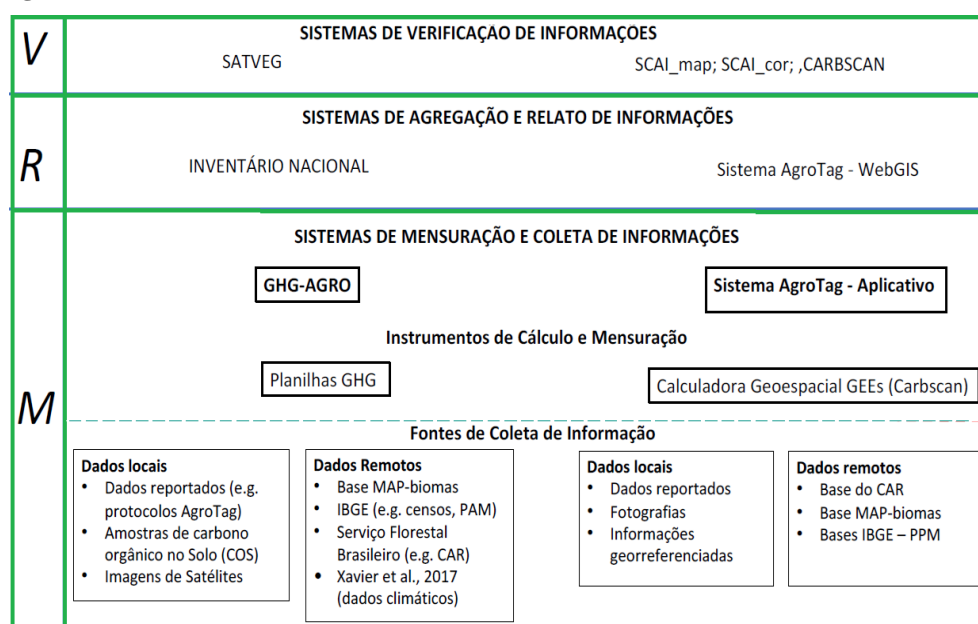 V
SISTEMAS DE VERIFICAÇÃO DE INFORMAÇÕES
SATVEG
SCAI_map; SCAI_cor; ,CARBSCAN
R
SISTEMAS DE AGREGAÇÃO E RELATO DE INFORMAÇÕES
INVENTÁRIO NACIONAL
Sistema AgroTag - WebGIS
M
SISTEMAS DE MENSURAÇÃO E COLETA DE INFORMAÇÕES
GHG-AGRO
Sistema AgroTag - Aplicativo
Instrumentos de Cálculo e Mensuração
Planilhas GHG
Calculadora Geoespacial GEEs (Carbscan)
Fontes de Coleta de Informação
Dados locais
• Dados reportados (e.g.
protocolos AgroTag)
• Amostras de carbono
orgânico no Solo (COS)
• Imagens de Satélites
Dados Remotos
• Base MAP-biomas
• IBGE (e.g. censos, PAM)
• Serviço Florestal
Brasileiro (e.g. CAR)
• Xavier et al., 2017
(dados climáticos)
Dados locais
• Dados reportados
• Fotografias
• Informações
georreferenciadas
Dados remotos
• Base do CAR
• Base MAP-biomas
• Bases IBGE – PPM